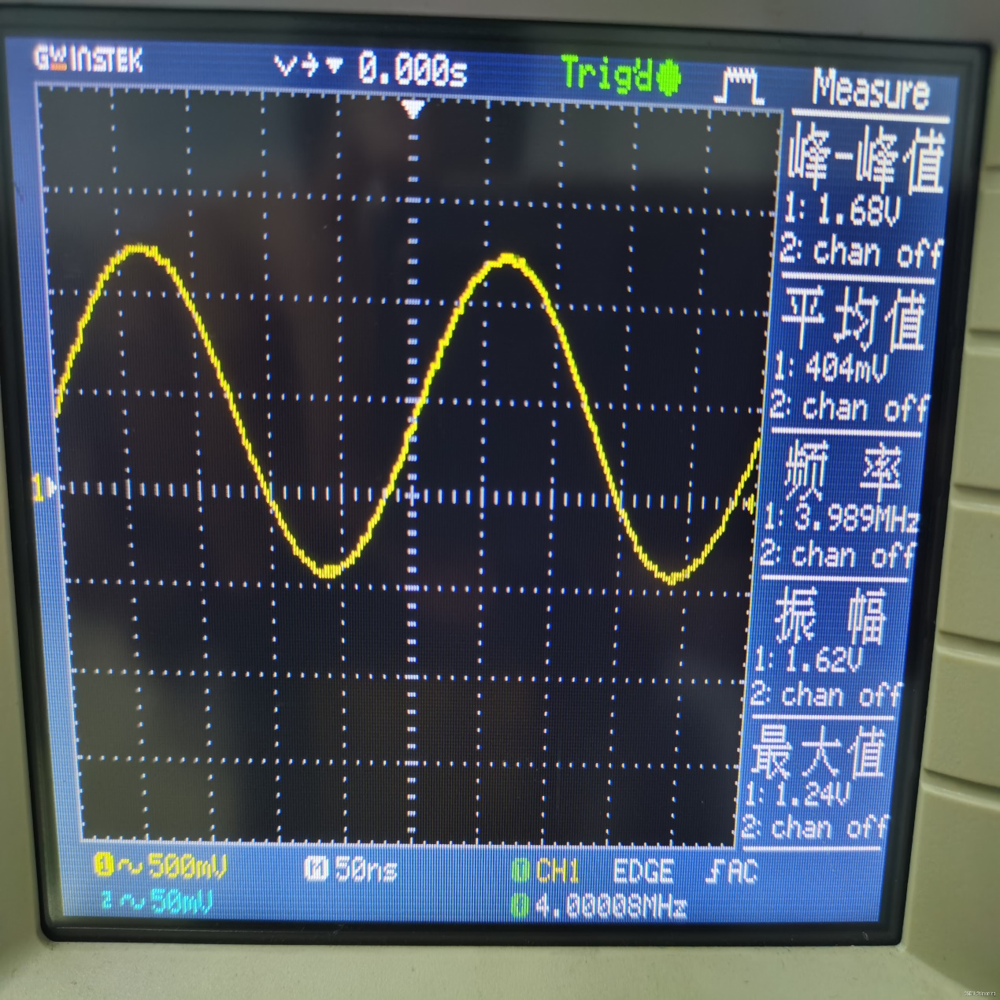 GWINSTEK 0.000s Trig'd Measure
峰-峰值
1: 1.68V
2: chan off
平均值
1: 404mV
2: chan off
频率
1: 3.989MHz
2: chan off
振幅
1: 1.62V
2: chan off
最大值
1: 1.24V
2: chan off
1
1 ~ 500mV M 50ns T CH1 EDGE AC
2 ~ 50mV 4.00008MHz